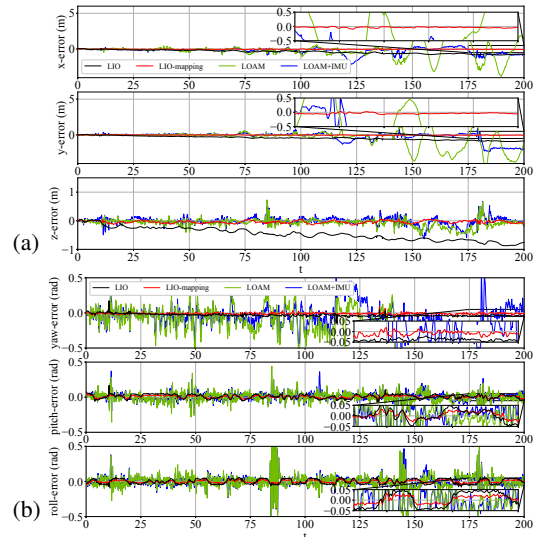 (a)
x-error (m)
5
0
0.5
0.0
−0.5
LIO LIO-mapping LOAM LOAM+IMU
0 25 50 75 100 125 150 175 200
y-error (m)
5
0
0.5
0.0
−0.5
0 25 50 75 100 125 150 175 200
z-error (m)
1
0
−1
0 25 50 75 100 125 150 175 200
t
(b)
yaw-error (rad)
0.5
0.0
−0.5
LIO LIO-mapping LOAM LOAM+IMU
0.05
0.00
−0.05
0 25 50 75 100 125 150 175 200
pitch-error (rad)
0.5
0.0
−0.5
0.05
0.00
−0.05
0 25 50 75 100 125 150 175 200
roll-error (rad)
0.5
0.0
−0.5
0.05
0.00
−0.05
0 25 50 75 100 125 150 175 200